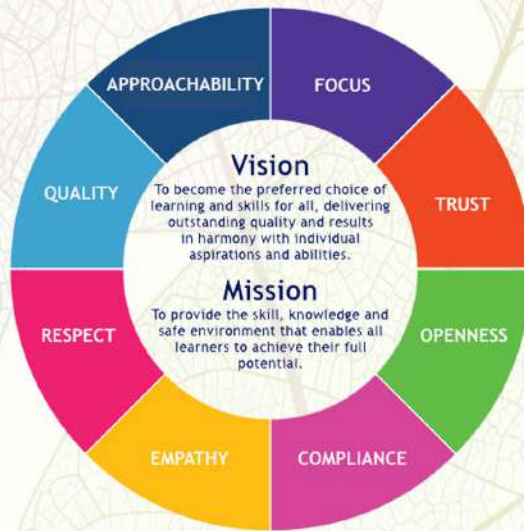 APPROACHABILITY
FOCUS
QUALITY
TRUST
Vision
To become the preferred choice of
learning and skills for all, delivering
outstanding quality and results
in harmony with individual
aspirations and abilities.
Mission
To provide the skill, knowledge and
safe environment that enables all
learners to achieve their full
potential.
RESPECT
OPENNESS
EMPATHY
COMPLIANCE